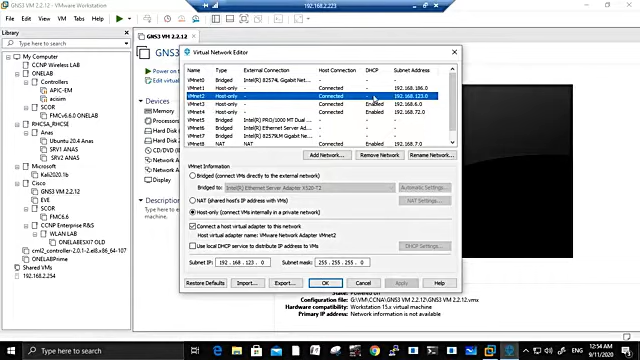 GNS3 VM 2.2.12 - VMware Workstation
192.168.2.223
File Edit View VM Tabs Help
Library
Type here to search
My Computer
CCNP Wireless LAB
ONELAB
Controllers
APIC-EM
acisim
SCOR
FMCv6.6.0 ONELAB
RHCSA_RHCSE
Anas
Ubuntu 20.4 Anas
SRV1 ANAS
SRV2 ANAS
Microsoft
Kali2020.1b
Cisco
GNS3 VM 2.2.12
EVE
SCOR
FMC6.6
CCNP Enterprise R&S
WLAN LAB
ONELABESXI7 OLD
cml2_controller-2.0.1-2.el8.x86_64-107
Shared VMs
192.168.2.254
GNS3 VM 2.2.12
GNS3
Power on
Edit virtual
Devices
Memory
Processors
Hard Disk
Hard Disk
CD/DVD
Network
Display
Description
Type here
machine.
Virtual Network Editor
Name Type External Connection Host Connection DHCP Subnet Address
VMnet0 Bridged Intel(R) 82574L Gigabit Net... - - -
VMnet1 Host-only - Connected - 192.168.186.0
VMnet2 Host-only - Connected - 192.168.123.0
VMnet3 Host-only - Connected Enabled 192.168.6.0
VMnet4 Host-only - Connected Enabled 192.168.72.0
VMnet5 Bridged Intel(R) PRO/1000 MT Dual ... - - -
VMnet6 Bridged Intel(R) Ethernet Server Ad... - - -
Bridged Intel(R) 82579LM Gigabit N... - - -
VMnet8 NAT NAT Connected Enabled 192.168.7.0
Add Network... Remove Network Rename Network...
VMnet Information
Bridged (connect VMs directly to the external network)
Bridged to: Intel(R) Ethernet Server Adapter X520-T2 Automatic Settings...
NAT (shared host's IP address with VMs) NAT Settings...
Host-only (connect VMs internally in a private network)
Connect a host virtual adapter to this network
Host virtual adapter name: VMware Network Adapter VMnet2
Use local DHCP service to distribute IP address to VMs DHCP Settings...
Subnet IP: 192 . 168 . 123 . 0 Subnet mask: 255 . 255 . 255 . 0
Restore Defaults Import... Export... OK Cancel Apply Help
Configuration file: G:\VM\CCNA\GNS3 VM 2.2.12\GNS3 VM 2.2.12.vmx
Hardware compatibility: Workstation 15.x virtual machine
Primary IP address: Network information is not available
Type here to search
ENG
12:54 AM
9/11/2020